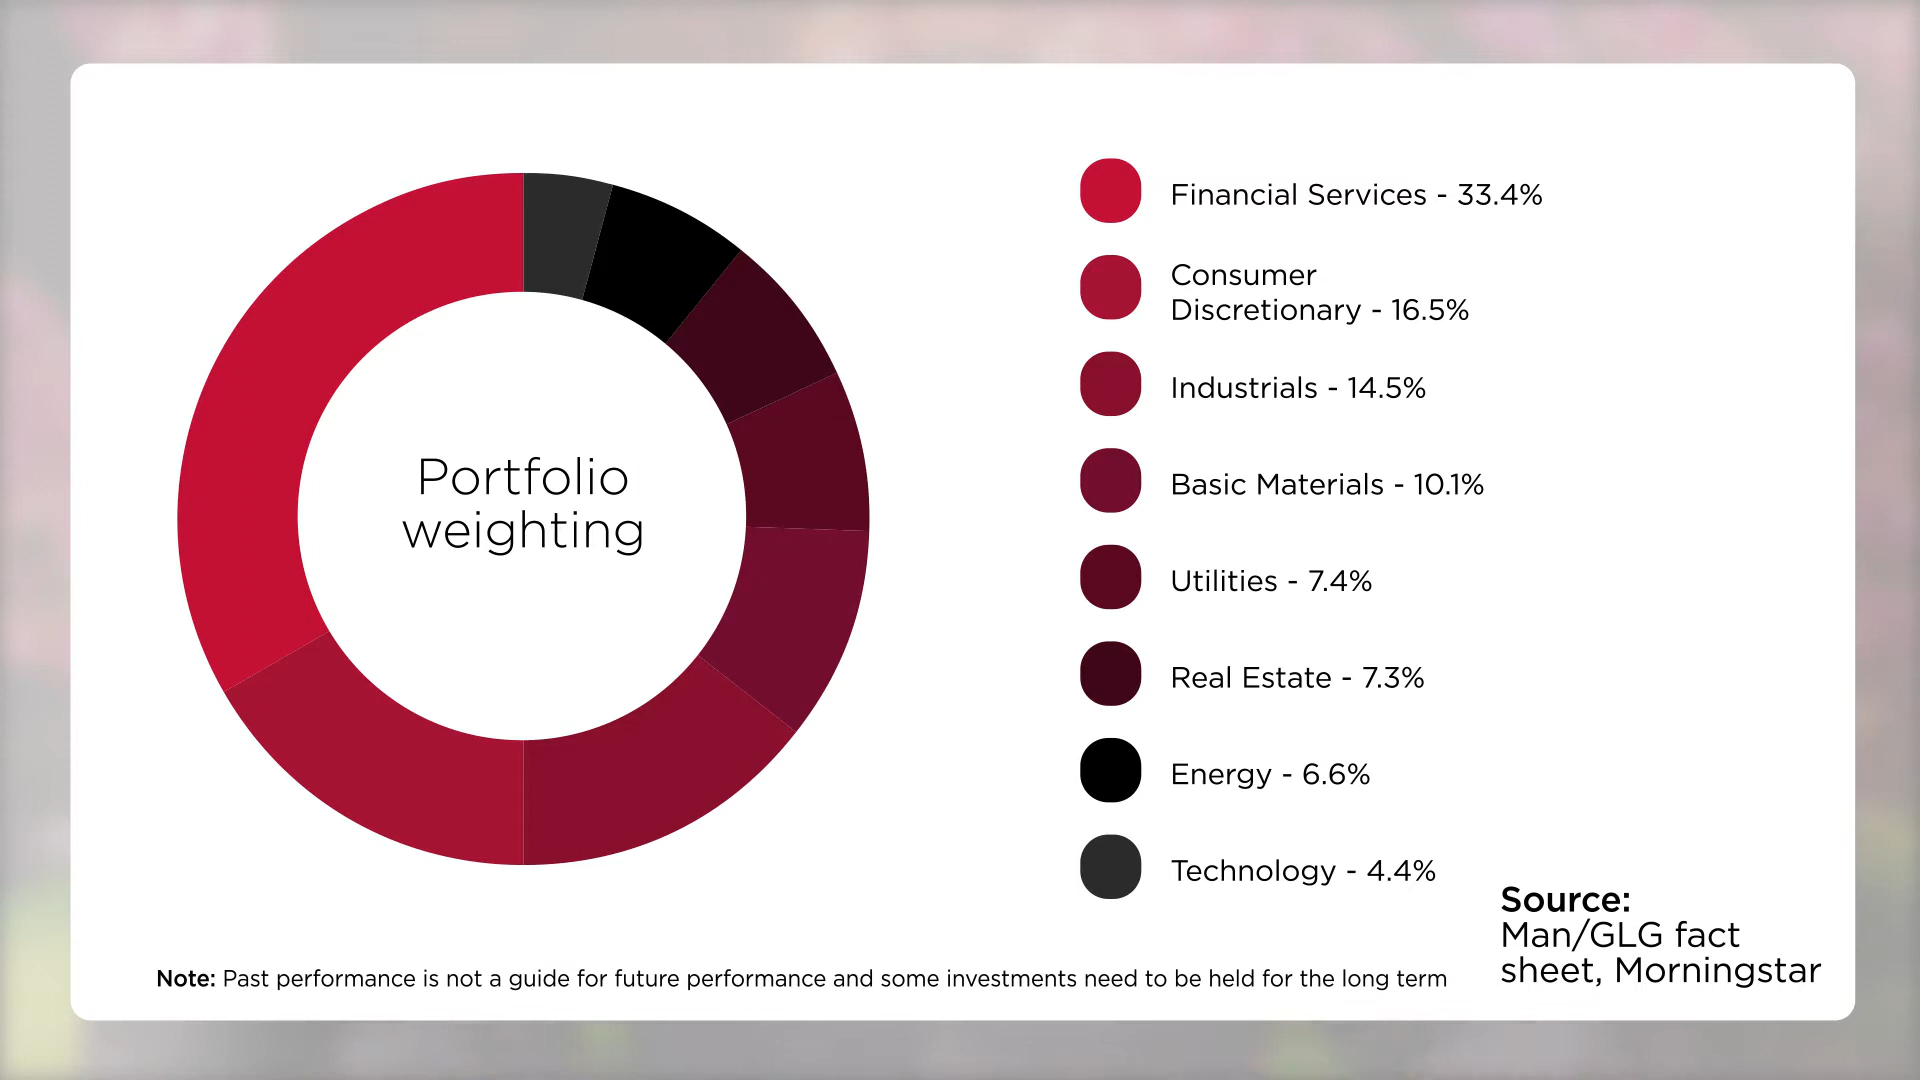 Portfolio
weighting
Financial Services - 33.4%
Consumer
Discretionary - 16.5%
Industrials - 14.5%
Basic Materials - 10.1%
Utilities - 7.4%
Real Estate - 7.3%
Energy - 6.6%
Technology - 4.4%
Source:
Man/GLG fact
sheet, Morningstar
Note: Past performance is not a guide for future performance and some investments need to be held for the long term